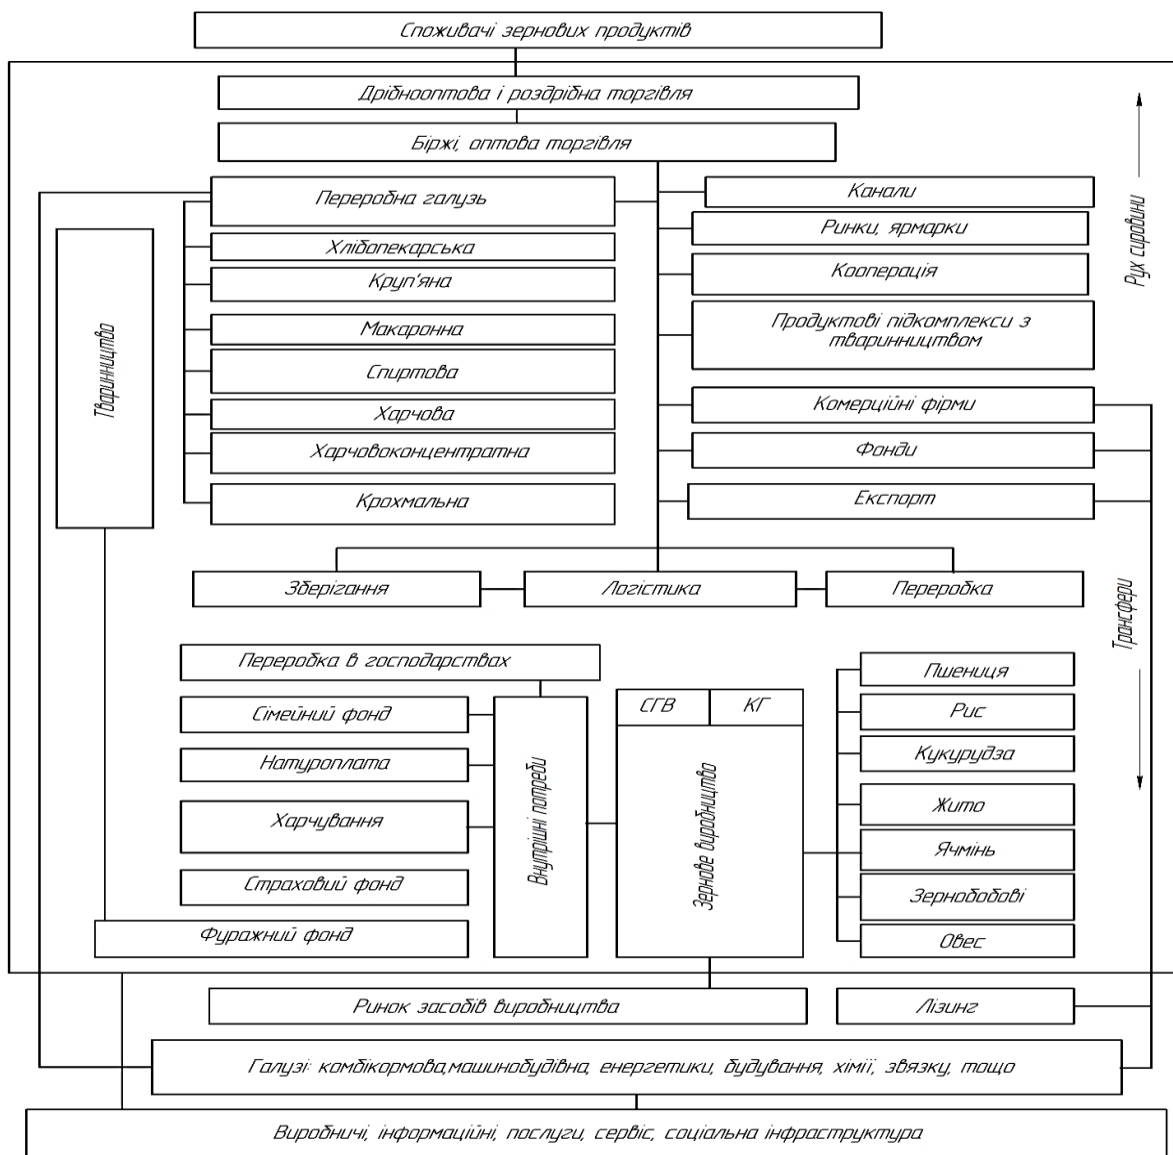 Споживачі зернових продуктів
Дрібнооптова і роздрібна торгівля
Біржі, оптова торгівля
Переробна галузь
Хлібопекарська
Круп'яна
Макаронна
Спиртова
Харчова
Харчовоконцентратна
Крохмальна
Тваринництво
Канали
Ринки, ярмарки
Кооперація
Продуктові підкомплекси з
тваринництвом
Комерційні фірми
Фонди
Експорт
Рух сировини
Трансфери
Зберігання
Логістика
Переробка
Переробка в господарствах
Сімейний фонд
Натуроплата
Харчування
Страховий фонд
Фуражний фонд
Внутрішні потреби
СГВ
КГ
Зернове виробництво
Пшениця
Рис
Кукурудза
Жито
Ячмінь
Зернобобові
Овес
Ринок засобів виробництва
Лізинг
Галузі: комбікормова,машинобудівна, енергетики, будування, хімії, звязку, тощо
Виробничі, інформаційні, послуги, сервіс, соціальна інфраструктура